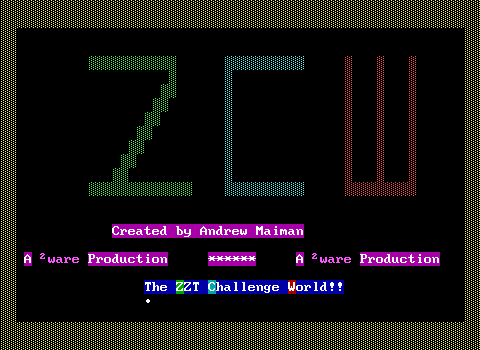 ZCW
Created by Andrew Maiman
A ²ware Production ****** A ²ware Production
The ZZT Challenge World!!